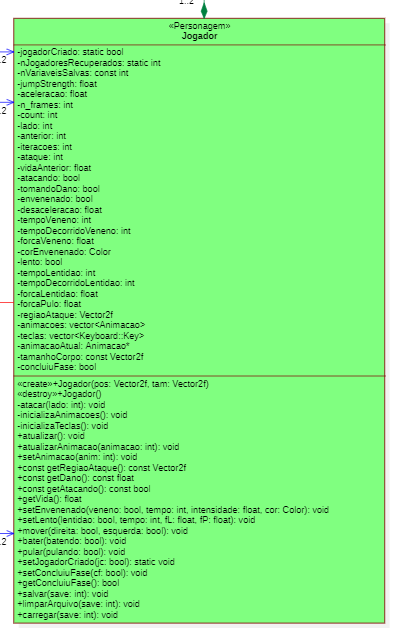 1..2
«Personagem»
Jogador
-jogadorCriado: static bool
-nJogadoresRecuperados: static int
-nVariaveisSalvas: const int
-jumpStrength: float
-aceleracao: float
-n_frames: int
-count: int
-lado: int
-anterior: int
-iteracoes: int
-ataque: int
-vidaAnterior: float
-atacando: bool
-tomandoDano: bool
-envenenado: bool
-desaceleracao: float
-tempoVeneno: int
-tempoDecorridoVeneno: int
-forcaVeneno: float
-corEnvenenado: Color
-lento: bool
-tempoLentidao: int
-tempoDecorridoLentidao: int
-forcaLentidao: float
-forcaPulo: float
-regiaoAtaque: Vector2f
-animacoes: vector<Animacao>
-teclas: vector<Keyboard::Key>
-animacaoAtual: Animacao*
-tamanhoCorpo: const Vector2f
-concluiuFase: bool
«create»+Jogador(pos: Vector2f, tam: Vector2f)
«destroy»+Jogador()
-atacar(lado: int): void
-inicializaAnimacoes(): void
-inicializaTeclas(): void
+atualizar(): void
+atualizarAnimacao(animacao: int): void
+setAnimacao(anim: int): void
+const getRegiaoAtaque(): const Vector2f
+const getDano(): const float
+const getAtacando(): const bool
+getVida(): float
+setEnvenenado(veneno: bool, tempo: int, intensidade: float, cor: Color): void
+setLento(lentidao: bool, tempo: int, fL: float, fP: float): void
+mover(direita: bool, esquerda: bool): void
+bater(batendo: bool): void
+pular(pulando: bool): void
+setJogadorCriado(jc: bool): static void
+setConcluiuFase(cf: bool): void
+getConcluiuFase(): bool
+salvar(save: int): void
+limparArquivo(save: int): void
+carregar(save: int): void